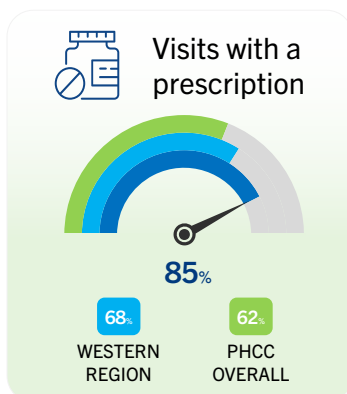 Visits with a
prescription
85%
68%
62%
WESTERN
REGION
PHCC
OVERALL